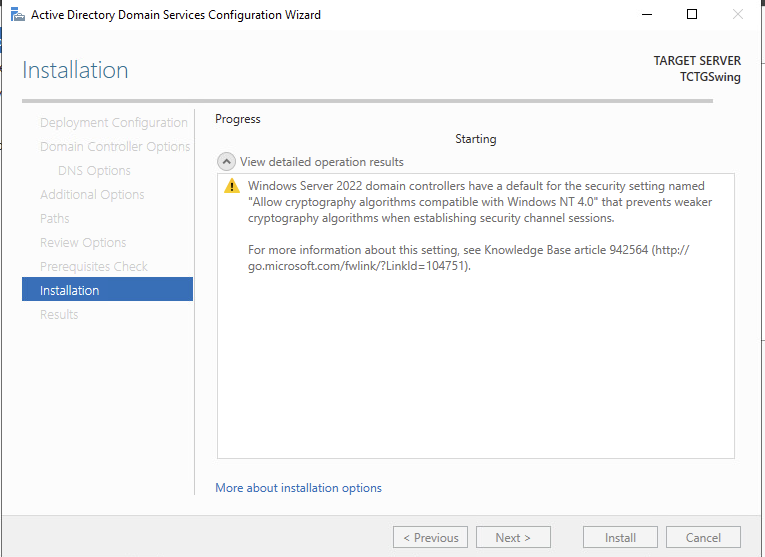 Active Directory Domain Services Configuration Wizard
Installation
TARGET SERVER
TCTGSwing
Deployment Configuration
Domain Controller Options
DNS Options
Additional Options
Paths
Review Options
Prerequisites Check
Installation
Results
Progress
Starting
View detailed operation results
Windows Server 2022 domain controllers have a default for the security setting named
"Allow cryptography algorithms compatible with Windows NT 4.0" that prevents weaker
cryptography algorithms when establishing security channel sessions.
For more information about this setting, see Knowledge Base article 942564 (http://
go.microsoft.com/fwlink/?LinkId=104751).
More about installation options
< Previous
Next >
Install
Cancel